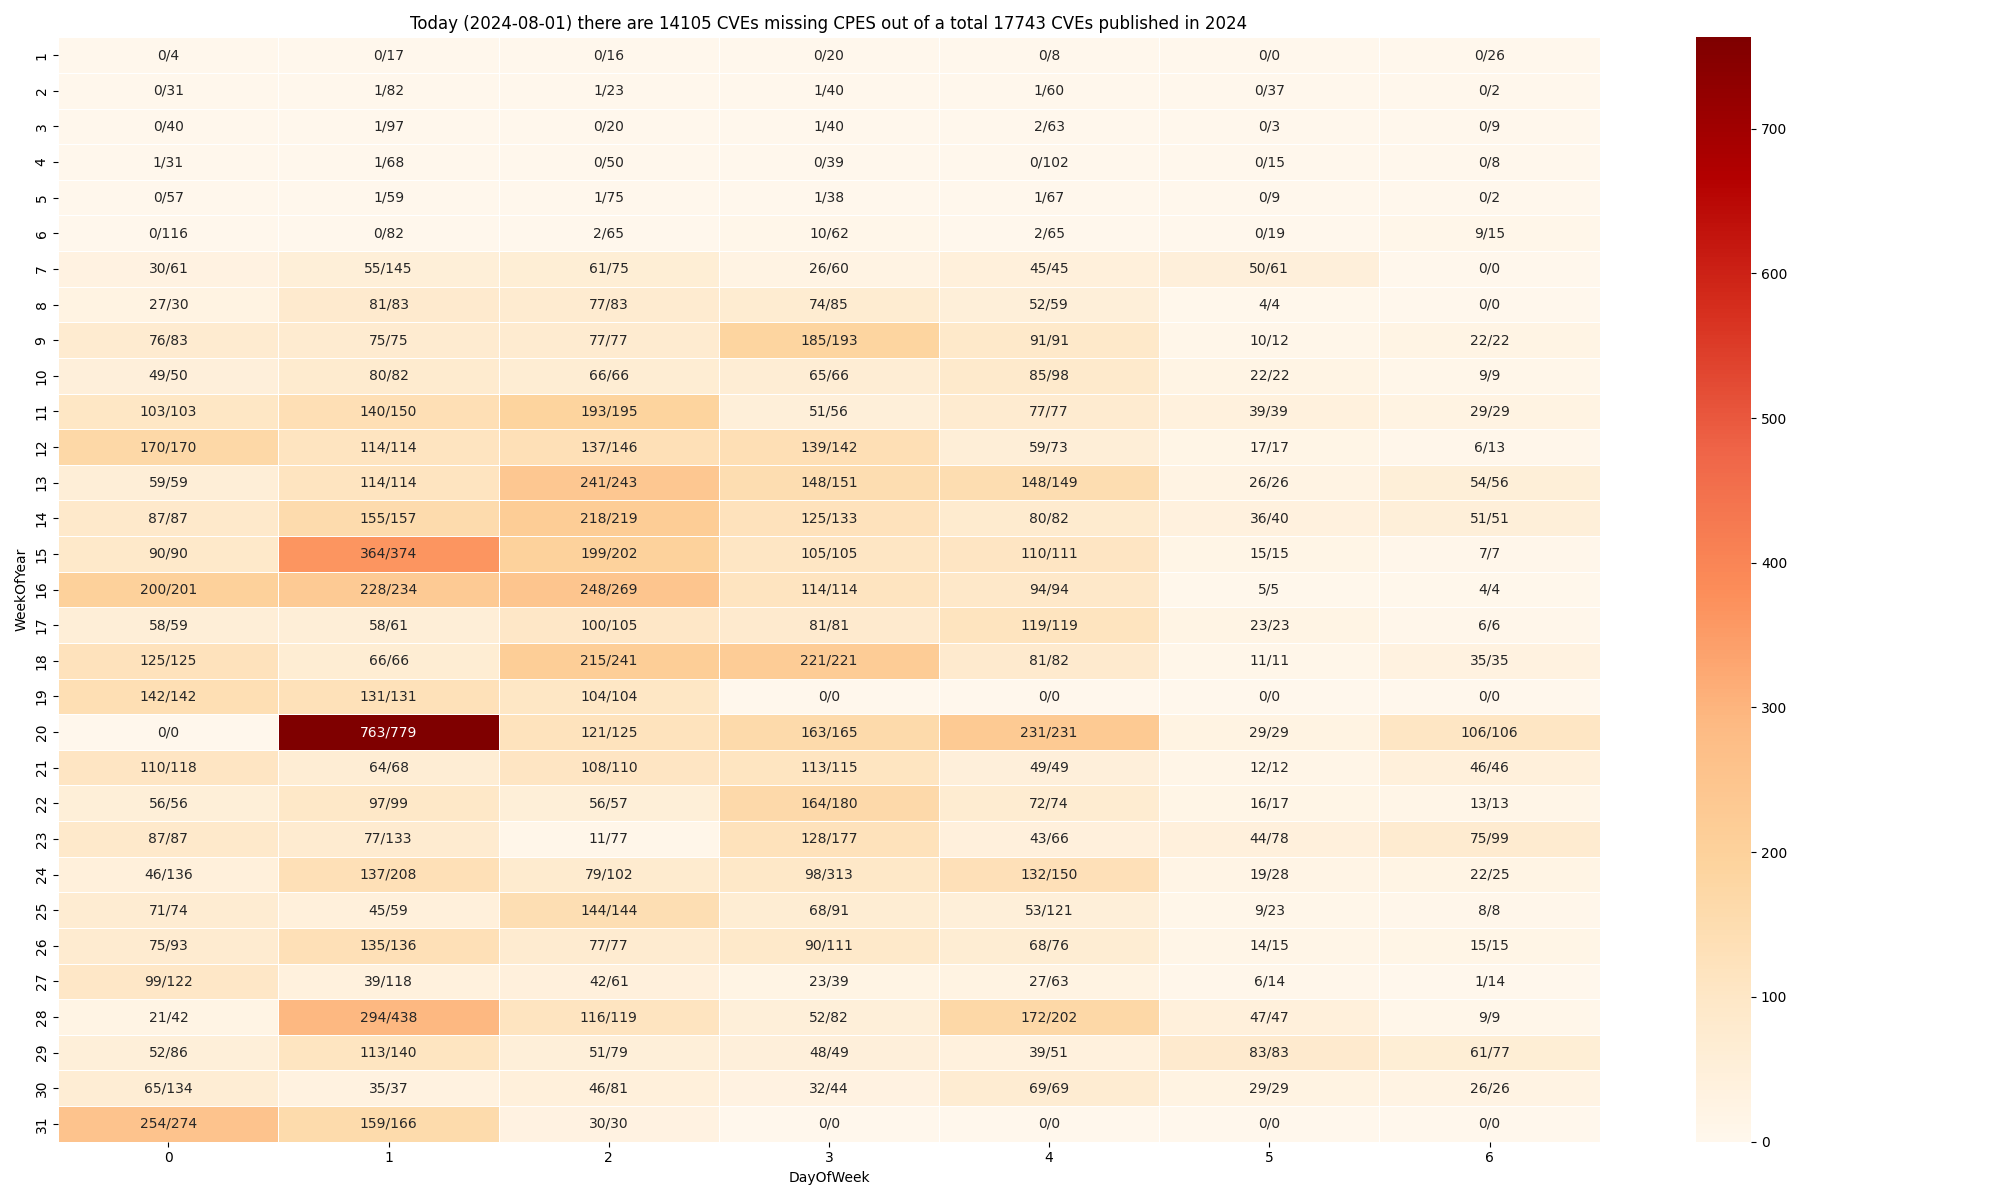 Today (2024-08-01) there are 14105 CVEs missing CPES out of a total 17743 CVEs published in 2024
1 0/4 0/17 0/16 0/20 0/8 0/0 0/26
2 0/31 1/82 1/23 1/40 1/60 0/37 0/2
3 0/40 1/97 0/20 1/40 2/63 0/3 0/9
4 1/31 1/68 0/50 0/39 0/102 0/15 0/8
5 0/57 1/59 1/75 1/38 1/67 0/9 0/2
6 0/116 0/82 2/65 10/62 2/65 0/19 9/15
7 30/61 55/145 61/75 26/60 45/45 50/61 0/0
8 27/30 81/83 77/83 74/85 52/59 4/4 0/0
9 76/83 75/75 77/77 185/193 91/91 10/12 22/22
10 49/50 80/82 66/66 65/66 85/98 22/22 9/9
11 103/103 140/150 193/195 51/56 77/77 39/39 29/29
12 170/170 114/114 137/146 139/142 59/73 17/17 6/13
13 59/59 114/114 241/243 148/151 148/149 26/26 54/56
14 87/87 155/157 218/219 125/133 80/82 36/40 51/51
15 90/90 364/374 199/202 105/105 110/111 15/15 7/7
16 200/201 228/234 248/269 114/114 94/94 5/5 4/4
17 58/59 58/61 100/105 81/81 119/119 23/23 6/6
18 125/125 66/66 215/241 221/221 81/82 11/11 35/35
19 142/142 131/131 104/104 0/0 0/0 0/0 0/0
20 0/0 763/779 121/125 163/165 231/231 29/29 106/106
21 110/118 64/68 108/110 113/115 49/49 12/12 46/46
22 56/56 97/99 56/57 164/180 72/74 16/17 13/13
23 87/87 77/133 11/77 128/177 43/66 44/78 75/99
24 46/136 137/208 79/102 98/313 132/150 19/28 22/25
25 71/74 45/59 144/144 68/91 53/121 9/23 8/8
26 75/93 135/136 77/77 90/111 68/76 14/15 15/15
27 99/122 39/118 42/61 23/39 27/63 6/14 1/14
28 21/42 294/438 116/119 52/82 172/202 47/47 9/9
29 52/86 113/140 51/79 48/49 39/51 83/83 61/77
30 65/134 35/37 46/81 32/44 69/69 29/29 26/26
31 254/274 159/166 30/30 0/0 0/0 0/0 0/0
0 1 2 3 4 5 6
DayOfWeek
WeekOfYear
700
600
500
400
300
200
100
0